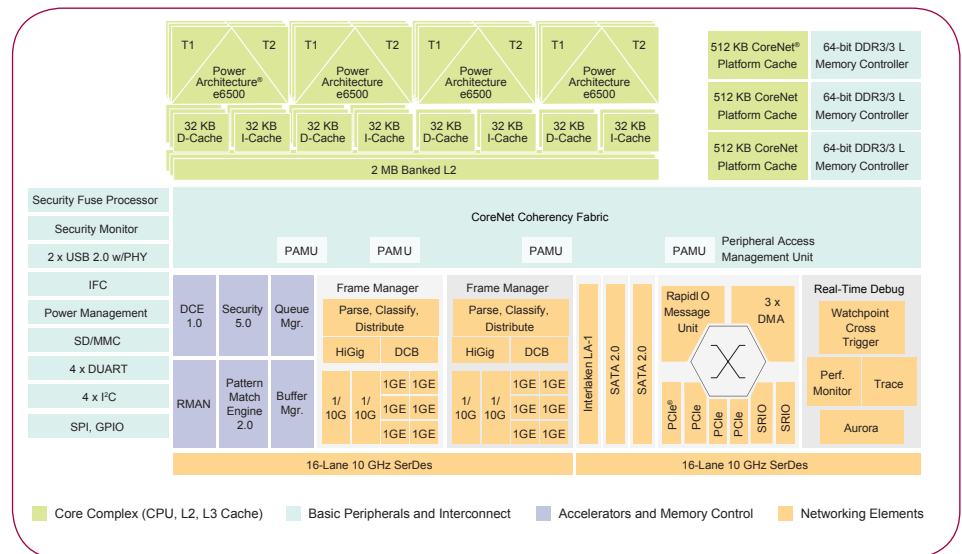 T1 T2 T1 T2 T1 T2 T1 T2
Power Architecture® e6500
Power Architecture e6500
Power Architecture e6500
Power Architecture e6500
32 KB D-Cache
32 KB I-Cache
32 KB D-Cache
32 KB I-Cache
32 KB D-Cache
32 KB I-Cache
32 KB D-Cache
32 KB I-Cache
2 MB Banked L2
512 KB CoreNet® Platform Cache
64-bit DDR3/3 L Memory Controller
512 KB CoreNet Platform Cache
64-bit DDR3/3 L Memory Controller
512 KB CoreNet Platform Cache
64-bit DDR3/3 L Memory Controller
Security Fuse Processor
Security Monitor
2 x USB 2.0 w/PHY
IFC
Power Management
SD/MMC
4 x DUART
4 x I²C
SPI, GPIO
CoreNet Coherency Fabric
PAMU
PAMU
PAMU
PAMU
Peripheral Access Management Unit
DCE 1.0
Security 5.0
Queue Mgr.
RMAN
Pattern Match Engine 2.0
Buffer Mgr.
Frame Manager
Parse, Classify, Distribute
HiGig
DCB
1/ 10G
1/ 10G
1GE 1GE
1GE 1GE
1GE 1GE
Frame Manager
Parse, Classify, Distribute
HiGig
DCB
1/ 10G
1/ 10G
1GE 1GE
1GE 1GE
1GE 1GE
Interlaken LA-1
SATA 2.0
SATA 2.0
RapidI O Message Unit
3 x DMA
PCIe®
PCIe
PCIe
PCIe
SRIO
SRIO
Real-Time Debug
Watchpoint Cross Trigger
Perf. Monitor
Trace
Aurora
16-Lane 10 GHz SerDes
16-Lane 10 GHz SerDes
Core Complex (CPU, L2, L3 Cache)
Basic Peripherals and Interconnect
Accelerators and Memory Control
Networking Elements